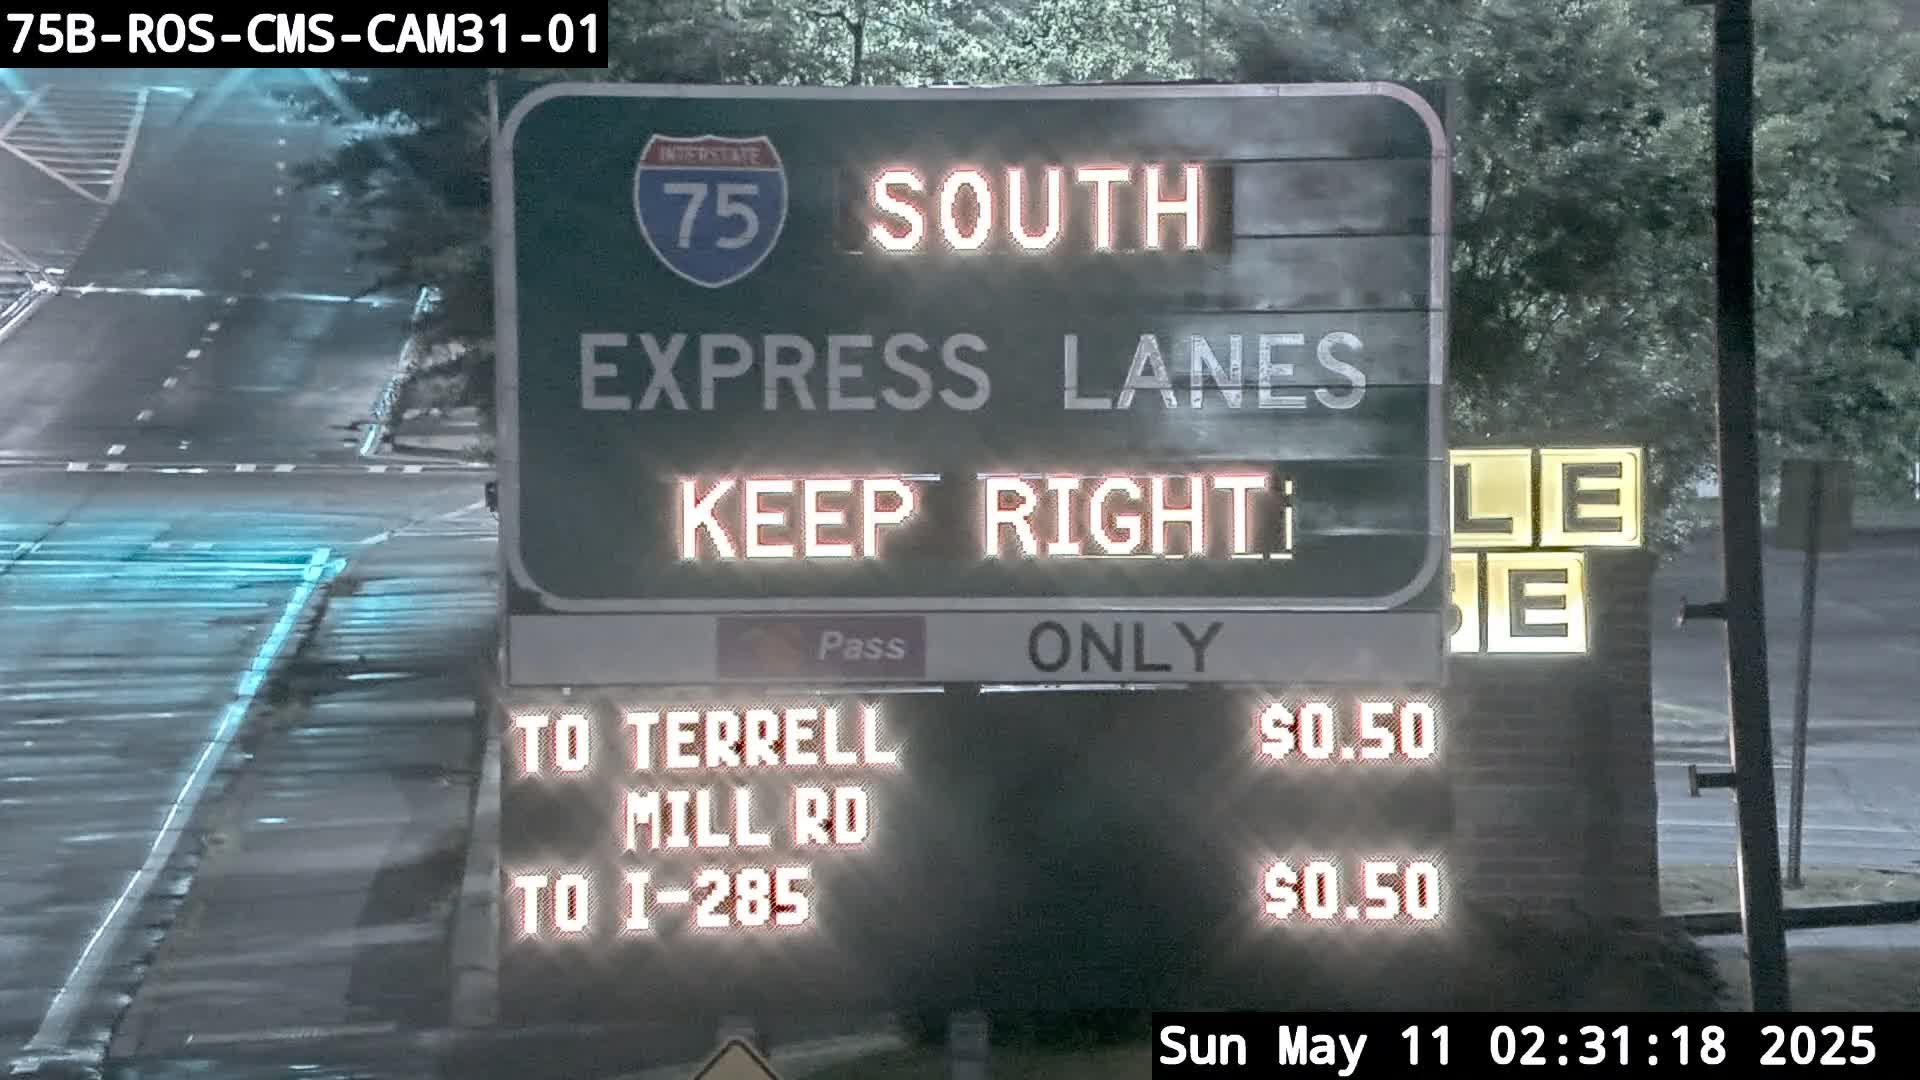 75B-ROS-CMS-CAM31-01
INTERSTATE
75 SOUTH
EXPRESS LANES
KEEP RIGHT
Pass ONLY
TO TERRELL $0.50
MILL RD
TO I-285 $0.50
LE
E
Sun May 11 02:31:18 2025